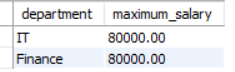 department maximum_salary
IT 80000.00
Finance 80000.00